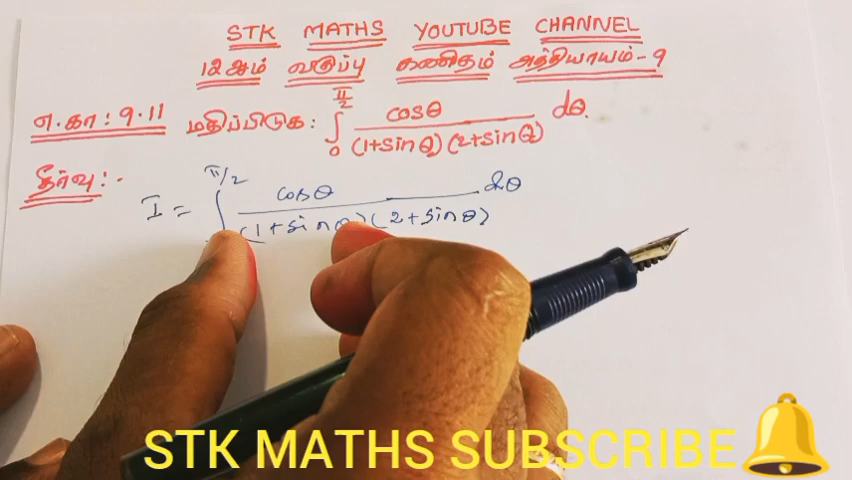 STK MATHS YOUTUBE CHANNEL
12ஆம் வகுப்பு கணிதம் அத்தியாயம் - 9
எ.கா : 9.11 மதிப்பிடுக : ∫₀^(π/2) cosθ / (1+sinθ)(2+sinθ) dθ.
தீர்வு :-
I = ∫^(π/2) cosθ / (1+sinθ)(2+sinθ) dθ
STK MATHS SUBSCRIBE